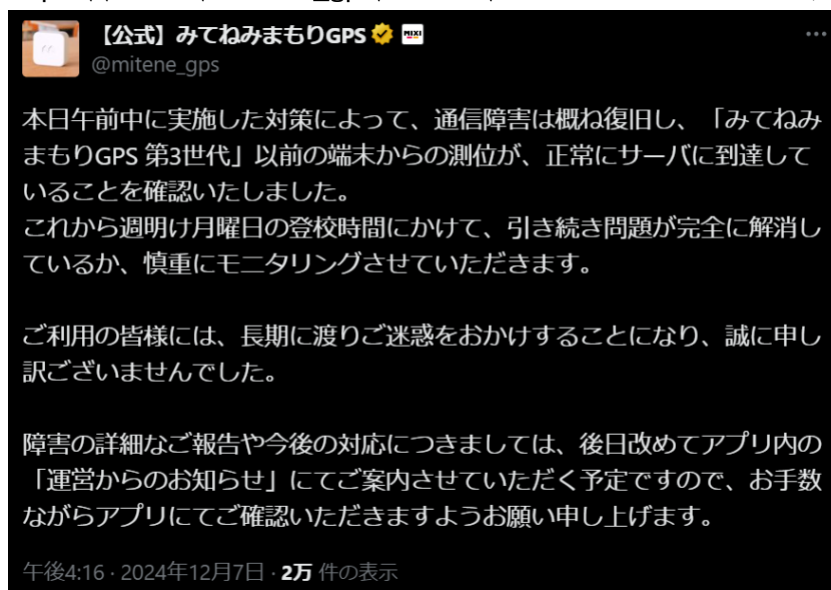 【公式】みてねみまもりGPS MIXI
@mitene_gps
本日午前中に実施した対策によって、通信障害は概ね復旧し、「みてねみ
まもりGPS 第3世代」以前の端末からの測位が、正常にサーバに到達して
いることを確認いたしました。
これから週明け月曜日の登校時間にかけて、引き続き問題が完全に解消し
ているか、慎重にモニタリングさせていただきます。
ご利用の皆様には、長期に渡りご迷惑をおかけすることになり、誠に申し
訳ございませんでした。
障害の詳細なご報告や今後の対応につきましては、後日改めてアプリ内の
「運営からのお知らせ」にてご案内させていただく予定ですので、お手数
ながらアプリにてご確認いただきますようお願い申し上げます。
午後4:16 · 2024年12月7日 · 2万 件の表示